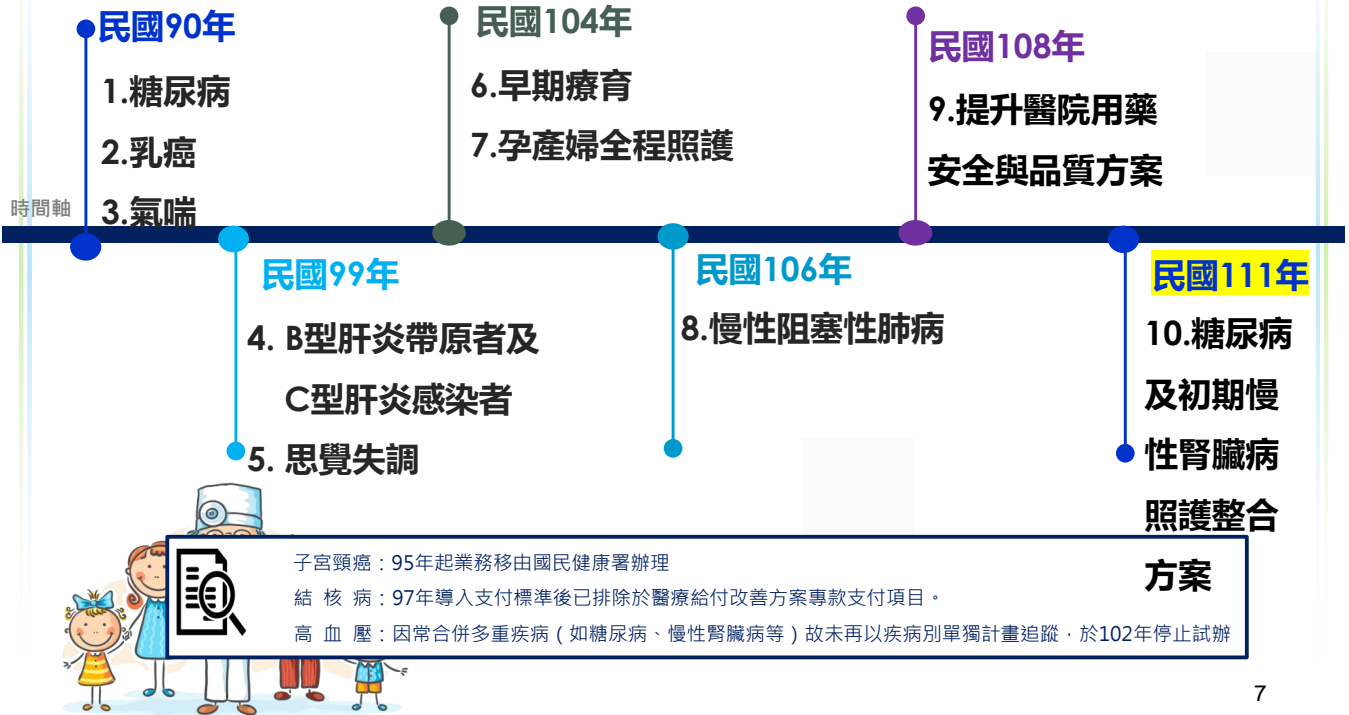 民國90年
1.糖尿病
2.乳癌
3.氣喘
民國104年
6.早期療育
7.孕產婦全程照護
民國108年
9.提升醫院用藥
安全與品質方案
時間軸
民國99年
4. B型肝炎帶原者及
C型肝炎感染者
5. 思覺失調
民國106年
8.慢性阻塞性肺病
民國111年
10.糖尿病
及初期慢
性腎臟病
照護整合
方案
子宮頸癌：95年起業務移由國民健康署辦理
結 核 病：97年導入支付標準後已排除於醫療給付改善方案專款支付項目。
高 血 壓：因常合併多重疾病（如糖尿病、慢性腎臟病等）故未再以疾病別單獨計畫追蹤，於102年停止試辦
7